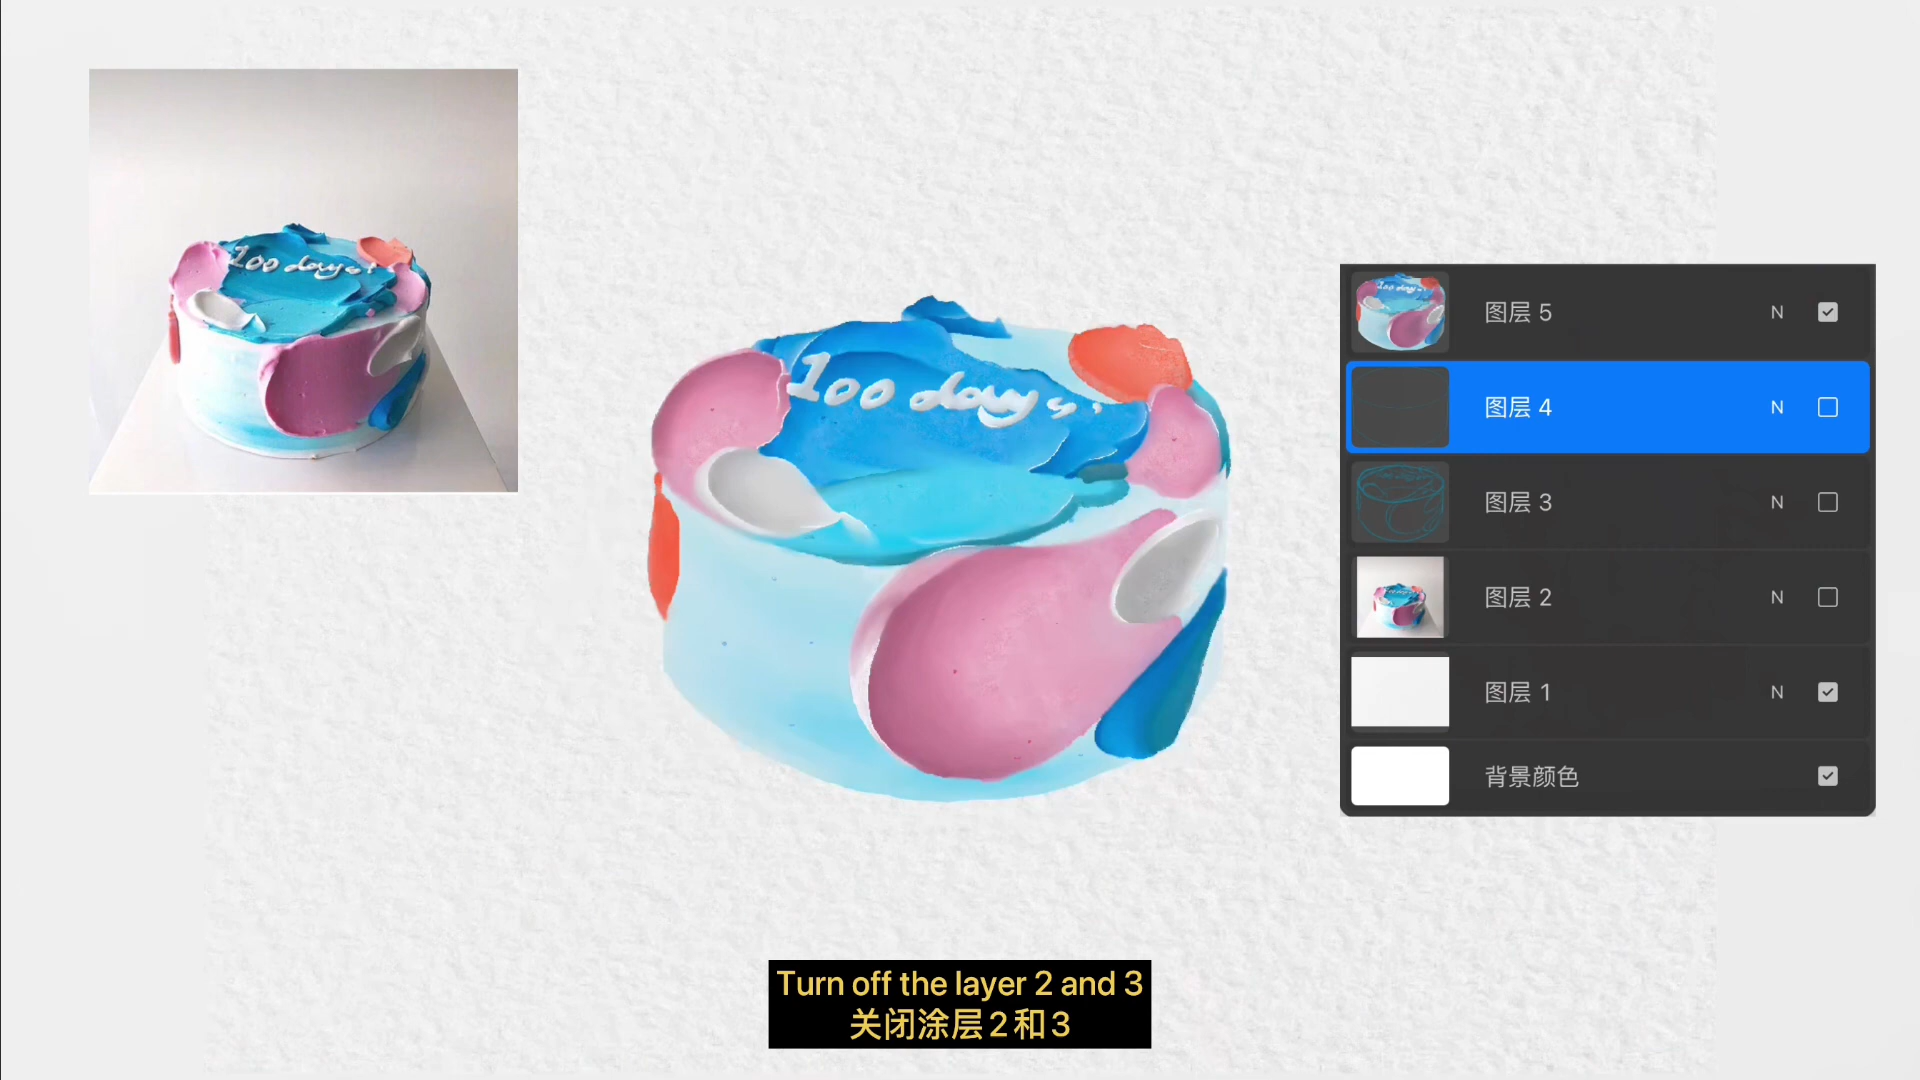 100 days!
100 days.
图层 5 N
图层 4 N
图层 3 N
图层 2 N
图层 1 N
背景颜色
Turn off the layer 2 and 3
关闭涂层2和3